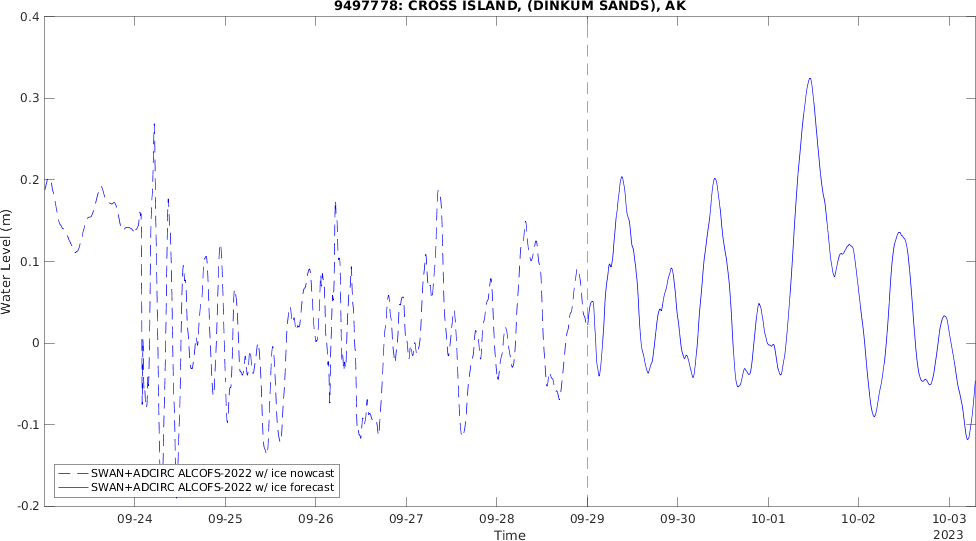 9497778: CROSS ISLAND, (DINKUM SANDS), AK
0.4
0.3
0.2
0.1
0
-0.1
-0.2
Water Level (m)
SWAN+ADCIRC ALCOFS-2022 w/ ice nowcast
SWAN+ADCIRC ALCOFS-2022 w/ ice forecast
09-24 09-25 09-26 09-27 09-28 09-29 09-30 10-01 10-02 10-03
2023
Time